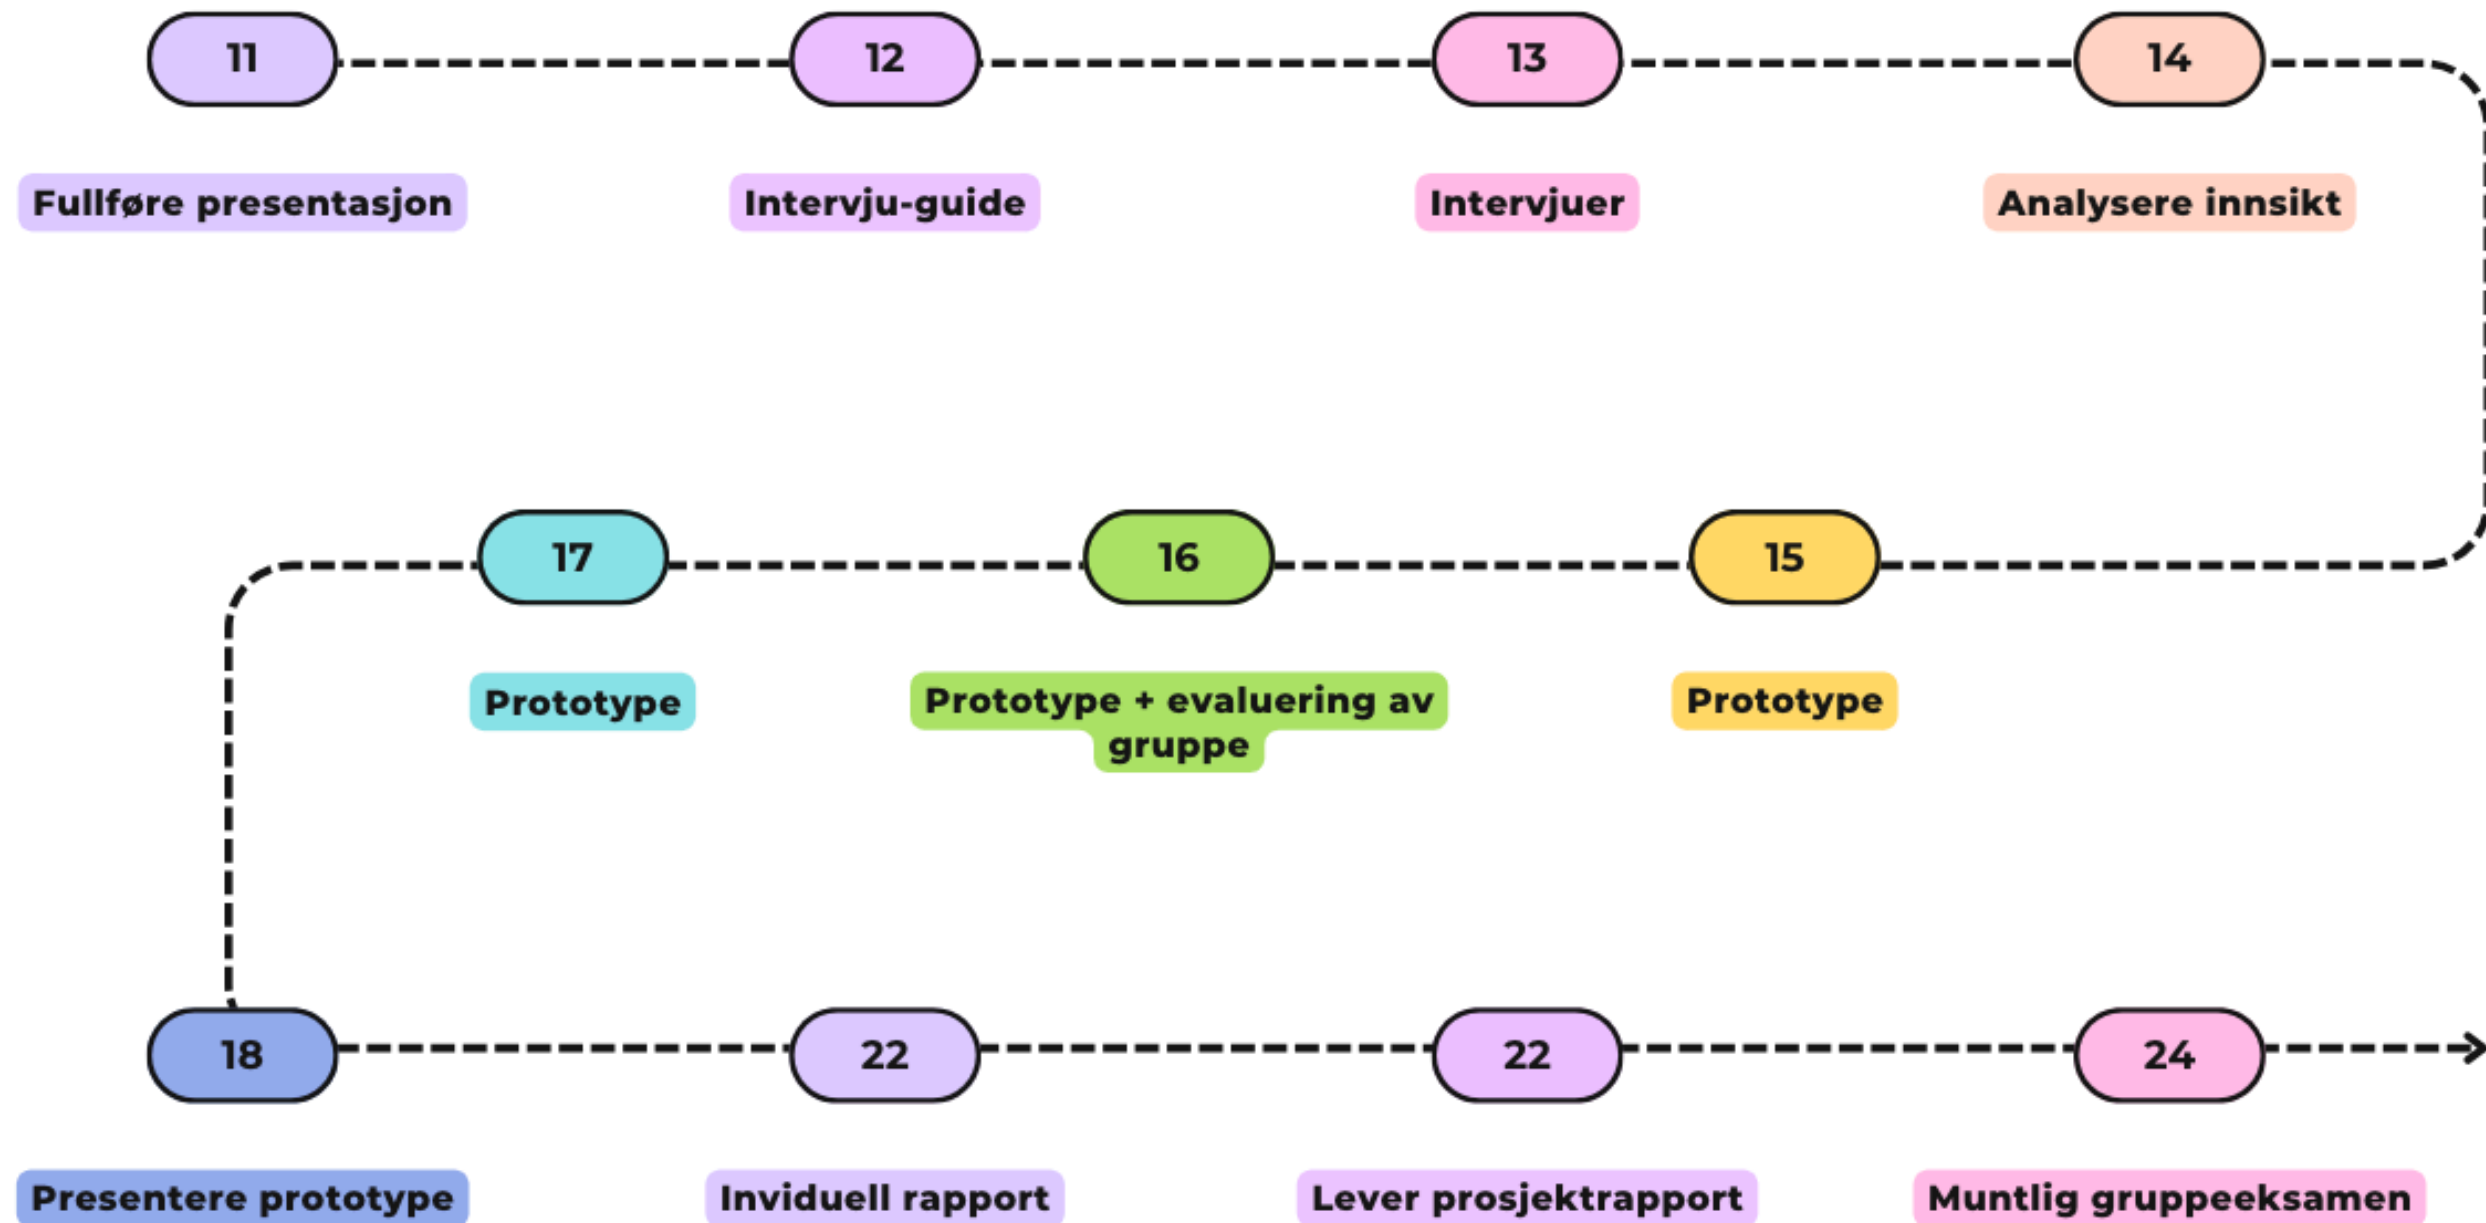 11
12
13
14
Fullføre presentasjon
Intervju-guide
Intervjuer
Analysere innsikt
17
16
15
Prototype
Prototype + evaluering av
gruppe
Prototype
18
22
22
24
Presentere prototype
Inviduell rapport
Lever prosjektrapport
Muntlig gruppeeksamen